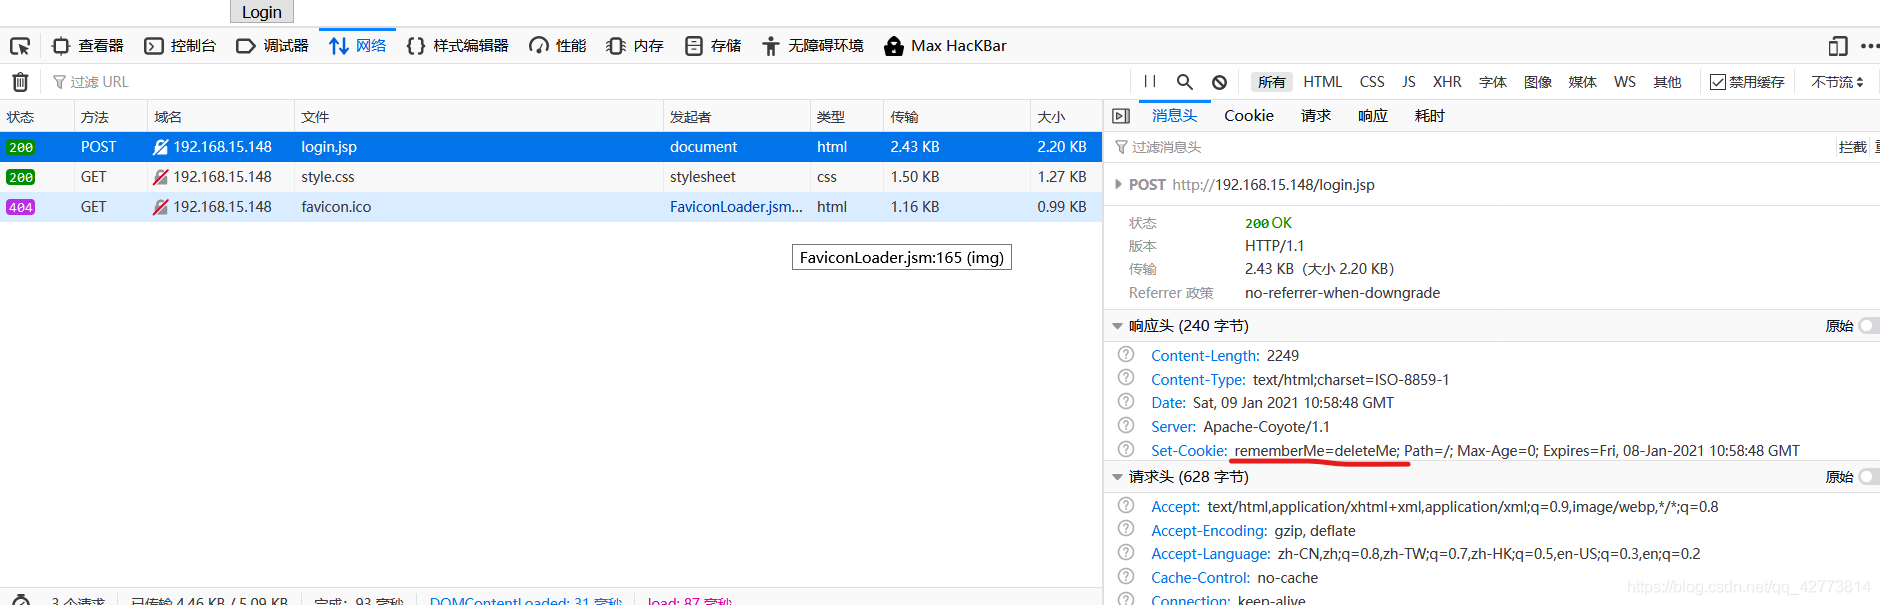 Login
查看器 控制台 调试器 网络 样式编辑器 性能 内存 存储 无障碍环境 Max HacKBar
过滤 URL
所有 HTML CSS JS XHR 字体 图像 媒体 WS 其他 禁用缓存 不节流
状态 方法 域名 文件 发起者 类型 传输 大小
200 POST 192.168.15.148 login.jsp document html 2.43 KB 2.20 KB
200 GET 192.168.15.148 style.css stylesheet css 1.50 KB 1.27 KB
404 GET 192.168.15.148 favicon.ico FaviconLoader.jsm... html 1.16 KB 0.99 KB
FaviconLoader.jsm:165 (img)
消息头 Cookie 请求 响应 耗时
过滤消息头 拦截
POST http://192.168.15.148/login.jsp
状态 200 OK
版本 HTTP/1.1
传输 2.43 KB（大小 2.20 KB）
Referrer 政策 no-referrer-when-downgrade
响应头 (240 字节) 原始
Content-Length: 2249
Content-Type: text/html;charset=ISO-8859-1
Date: Sat, 09 Jan 2021 10:58:48 GMT
Server: Apache-Coyote/1.1
Set-Cookie: rememberMe=deleteMe; Path=/; Max-Age=0; Expires=Fri, 08-Jan-2021 10:58:48 GMT
请求头 (628 字节) 原始
Accept: text/html,application/xhtml+xml,application/xml;q=0.9,image/webp,*/*;q=0.8
Accept-Encoding: gzip, deflate
Accept-Language: zh-CN,zh;q=0.8,zh-TW;q=0.7,zh-HK;q=0.5,en-US;q=0.3,en;q=0.2
Cache-Control: no-cache
Connection: keep-alive
3 个请求 已传输 4.46 KB / 5.09 KB 完成：93 毫秒 DOMContentLoaded: 31 毫秒 load: 87 毫秒
https://blog.csdn.net/qq_42773814